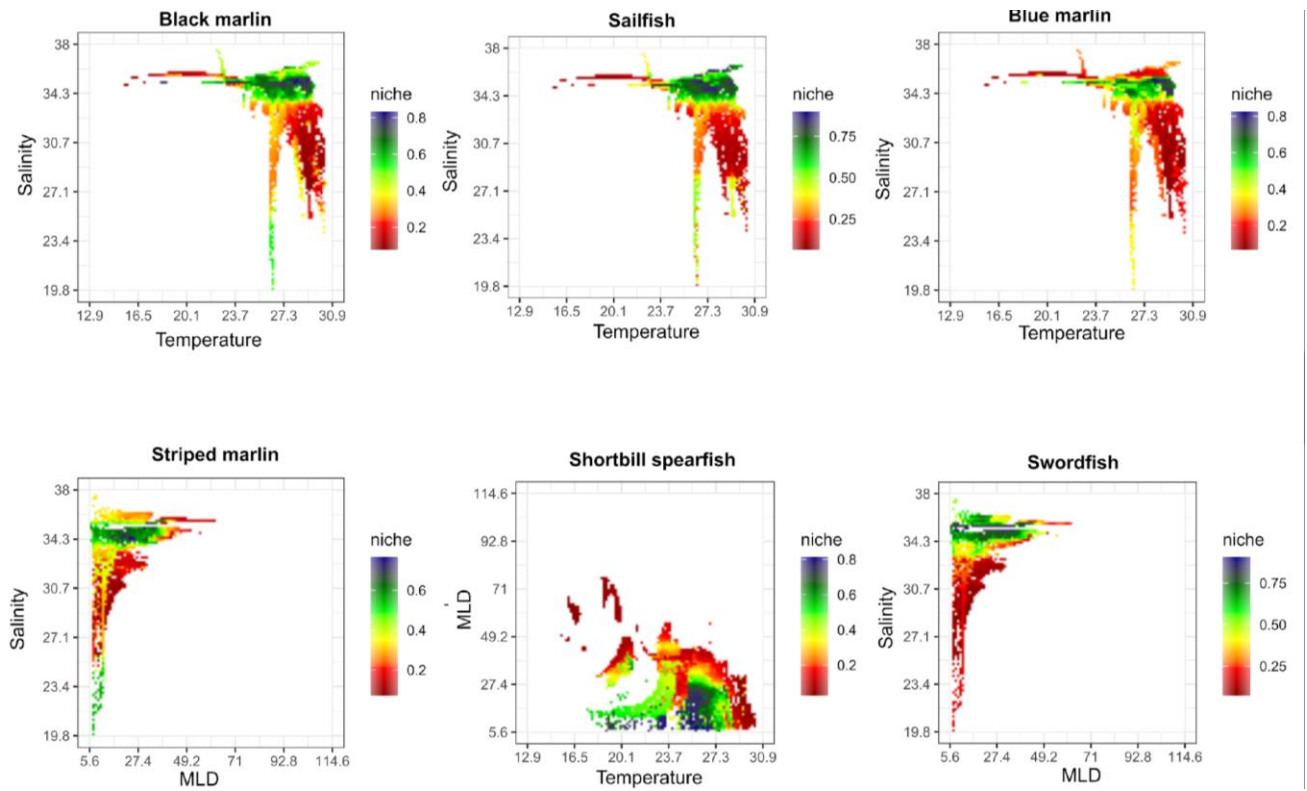 Black marlin
38
34.3
30.7
27.1
23.4
19.8
Salinity
12.9 16.5 20.1 23.7 27.3 30.9
Temperature
niche
0.8
0.6
0.4
0.2
Sailfish
38
34.3
30.7
27.1
23.4
19.8
Salinity
12.9 16.5 20.1 23.7 27.3 30.9
Temperature
niche
0.75
0.50
0.25
Blue marlin
38
34.3
30.7
27.1
23.4
19.8
Salinity
12.9 16.5 20.1 23.7 27.3 30.9
Temperature
niche
0.8
0.6
0.4
0.2
Striped marlin
38
34.3
30.7
27.1
23.4
19.8
Salinity
5.6 27.4 49.2 71 92.8 114.6
MLD
niche
0.6
0.4
0.2
Shortbill spearfish
114.6
92.8
71
49.2
27.4
5.6
MLD
12.9 16.5 20.1 23.7 27.3 30.9
Temperature
niche
0.8
0.6
0.4
0.2
Swordfish
38
34.3
30.7
27.1
23.4
19.8
Salinity
5.6 27.4 49.2 71 92.8 114.6
MLD
niche
0.75
0.50
0.25